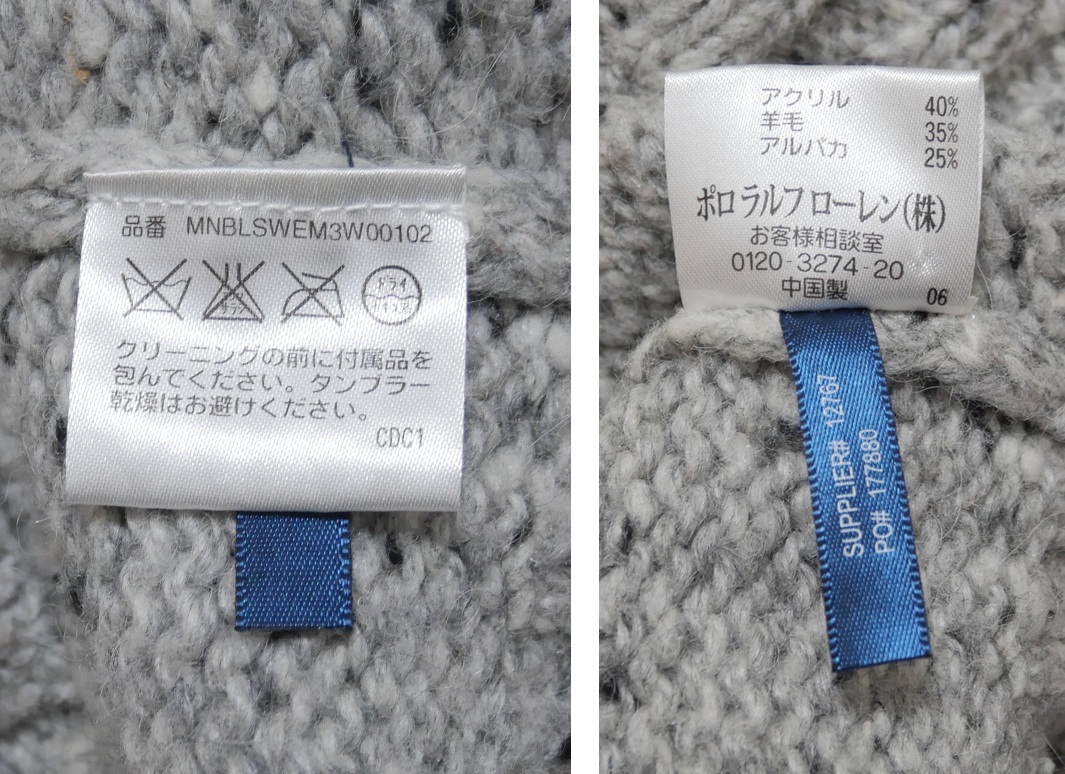 品番 MNBLSWEM3W00102
ドライ
クリーニングの前に付属品を
包んでください。タンブラー
乾燥はお避けください。
CDC1
アクリル 40%
羊毛 35%
アルパカ 25%
ポロ ラルフ ローレン(株)
お客様相談室
0120-3274-20
中国製
06
SUPPLIER# 12767
PO# 177880